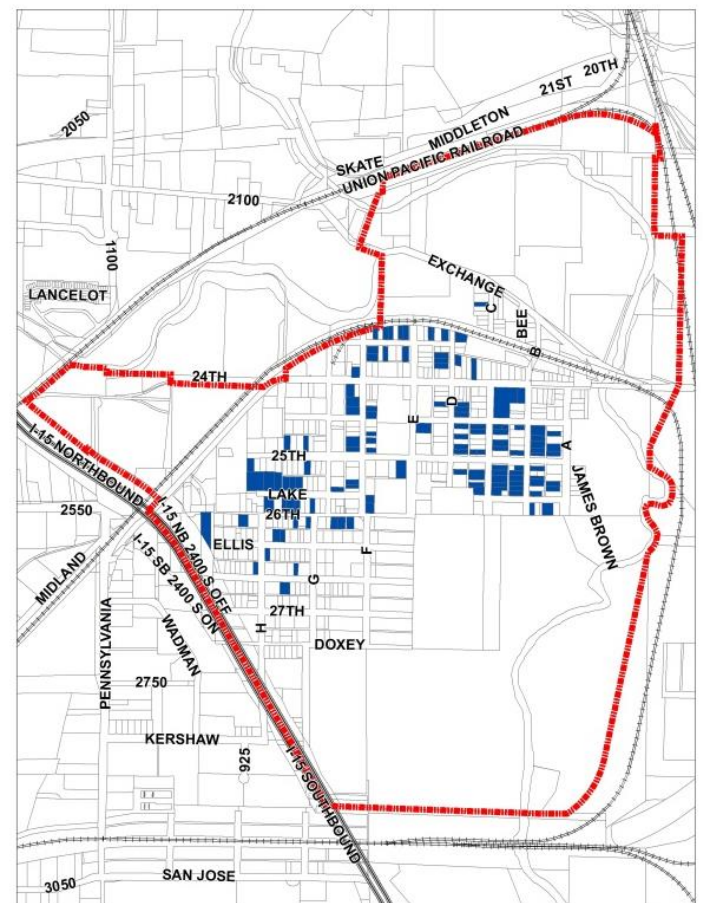 20TH
21ST
2050
MIDDLETON
SKATE
UNION PACIFIC RAILROAD
2100
1100
EXCHANGE
LANCELOT
C
BEE
B
24TH
D
E
A
I-15 NORTHBOUND
25TH
JAMES BROWN
LAKE
2550
26TH
I-15 NB 2400 S OFF
ELLIS
I-15 SB 2400 S ON
F
MIDLAND
G
27TH
H
DOXEY
WADMAN
PENNSYLVANIA
2750
KERSHAW
925
I-15 SOUTHBOUND
SAN JOSE
3050